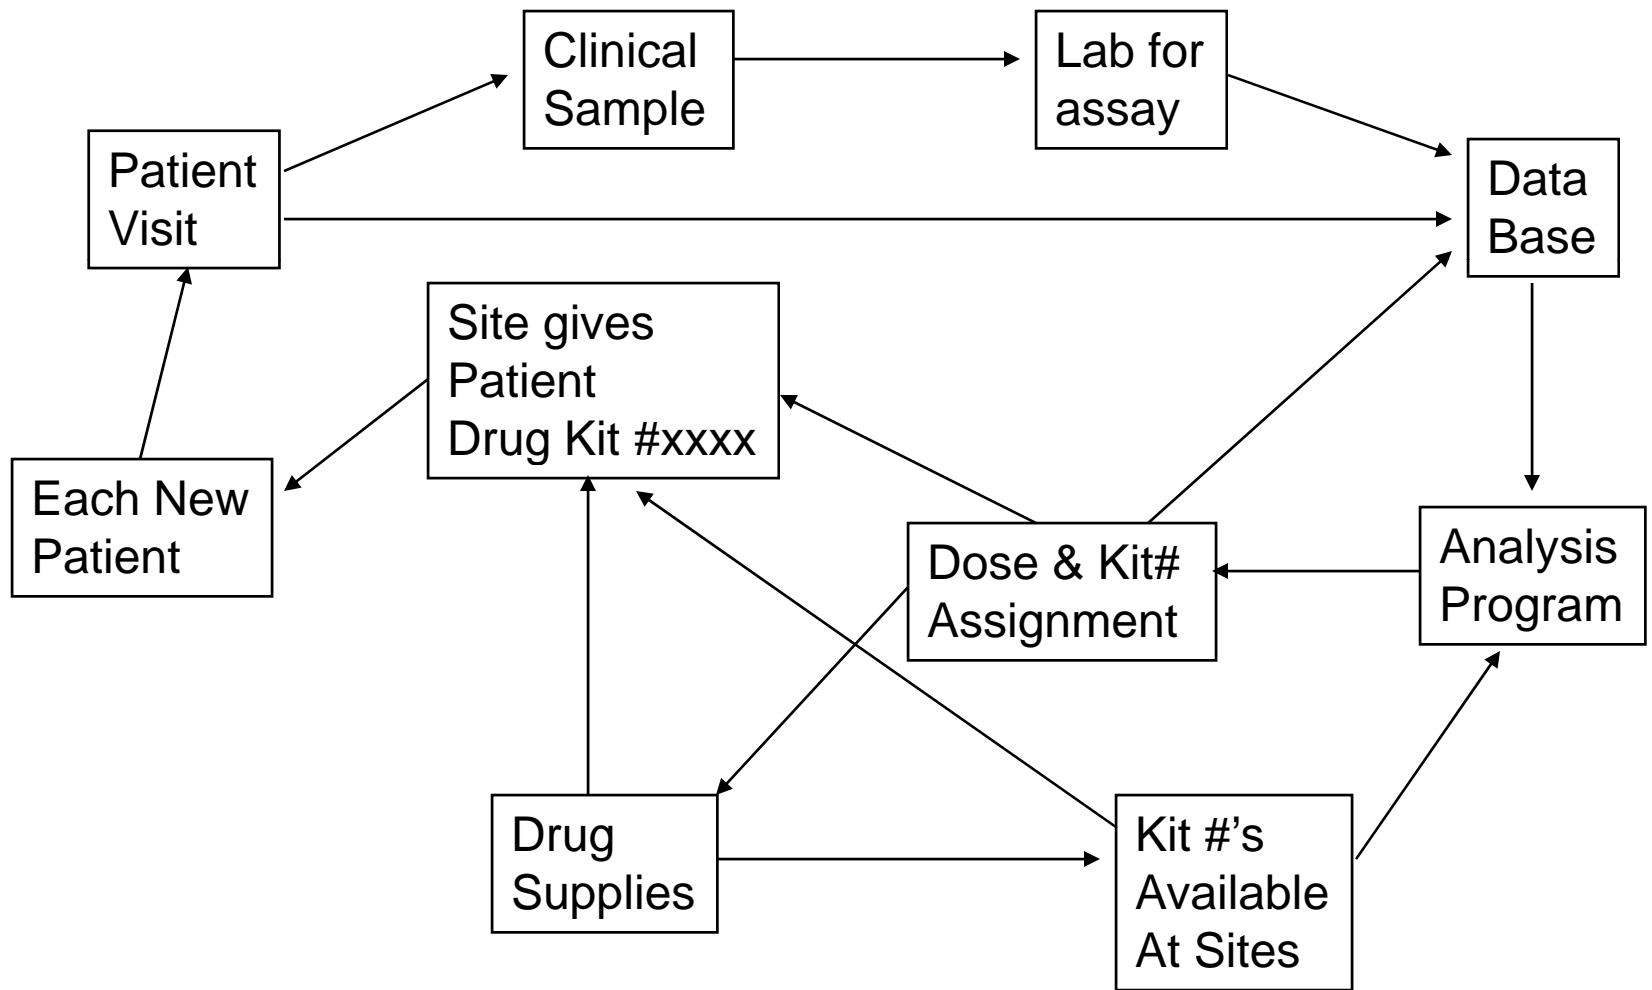 Clinical
Sample
Lab for
assay
Patient
Visit
Data
Base
Site gives
Patient
Drug Kit #xxxx
Each New
Patient
Dose & Kit#
Assignment
Analysis
Program
Drug
Supplies
Kit #’s
Available
At Sites